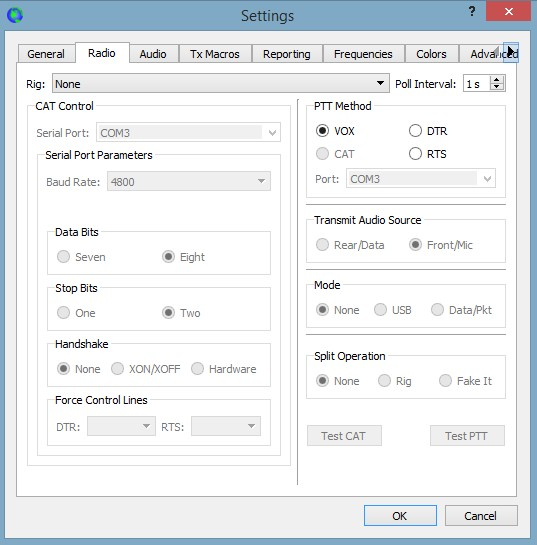 Settings
?
General Radio Audio Tx Macros Reporting Frequencies Colors Advanced
Rig: None Poll Interval: 1 s
CAT Control
Serial Port: COM3
Serial Port Parameters
Baud Rate: 4800
Data Bits
Seven Eight
Stop Bits
One Two
Handshake
None XON/XOFF Hardware
Force Control Lines
DTR: RTS:
PTT Method
VOX DTR
CAT RTS
Port: COM3
Transmit Audio Source
Rear/Data Front/Mic
Mode
None USB Data/Pkt
Split Operation
None Rig Fake It
Test CAT Test PTT
OK Cancel